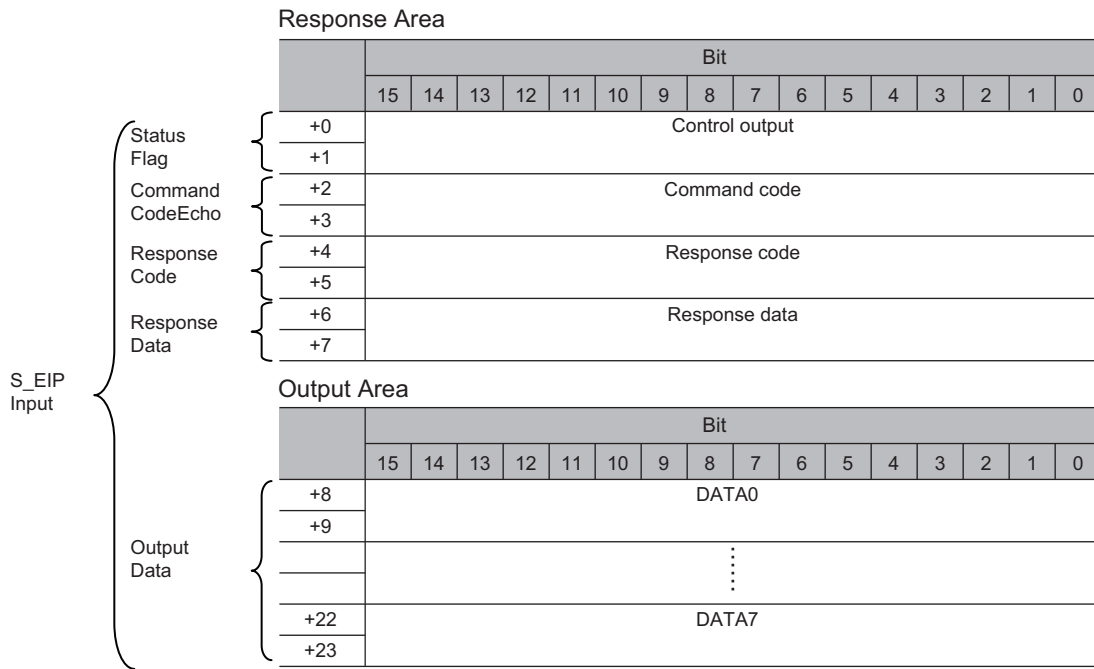 Response Area
Bit
15 14 13 12 11 10 9 8 7 6 5 4 3 2 1 0
Status
Flag
+0 Control output
+1
Command
CodeEcho
+2 Command code
+3
Response
Code
+4 Response code
+5
Response
Data
+6 Response data
+7
S_EIP
Input
Output Area
Bit
15 14 13 12 11 10 9 8 7 6 5 4 3 2 1 0
+8 DATA0
+9
Output
Data
+22 DATA7
+23